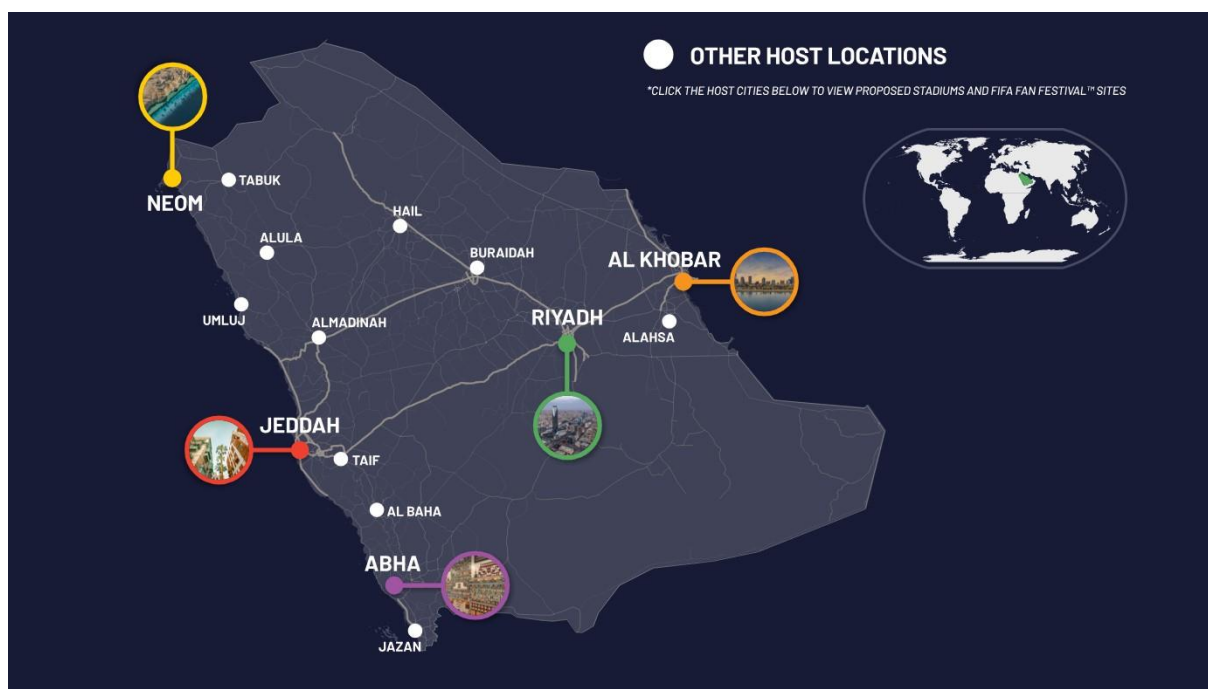 OTHER HOST LOCATIONS
*CLICK THE HOST CITIES BELOW TO VIEW PROPOSED STADIUMS AND FIFA FAN FESTIVAL™ SITES
NEOM
TABUK
HAIL
ALULA
BURAIDAH
AL KHOBAR
UMLUJ
ALMADINAH
RIYADH
ALAHSA
JEDDAH
TAIF
AL BAHA
ABHA
JAZAN